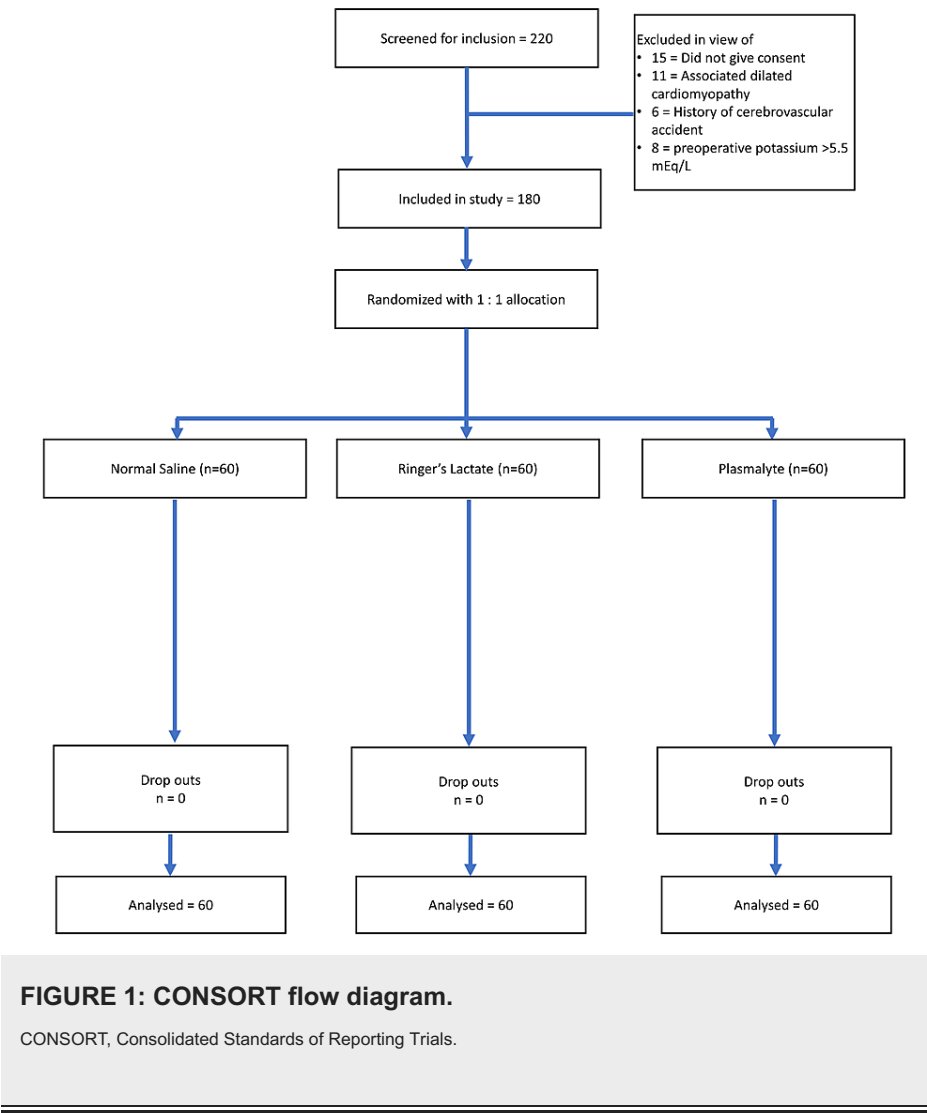 Screened for inclusion = 220
Excluded in view of
• 15 = Did not give consent
• 11 = Associated dilated
cardiomyopathy
• 6 = History of cerebrovascular
accident
• 8 = preoperative potassium >5.5
mEq/L
Included in study = 180
Randomized with 1 : 1 allocation
Normal Saline (n=60)
Ringer's Lactate (n=60)
Plasmalyte (n=60)
Drop outs
n = 0
Drop outs
n = 0
Drop outs
n = 0
Analysed = 60
Analysed = 60
Analysed = 60
FIGURE 1: CONSORT flow diagram.
CONSORT, Consolidated Standards of Reporting Trials.